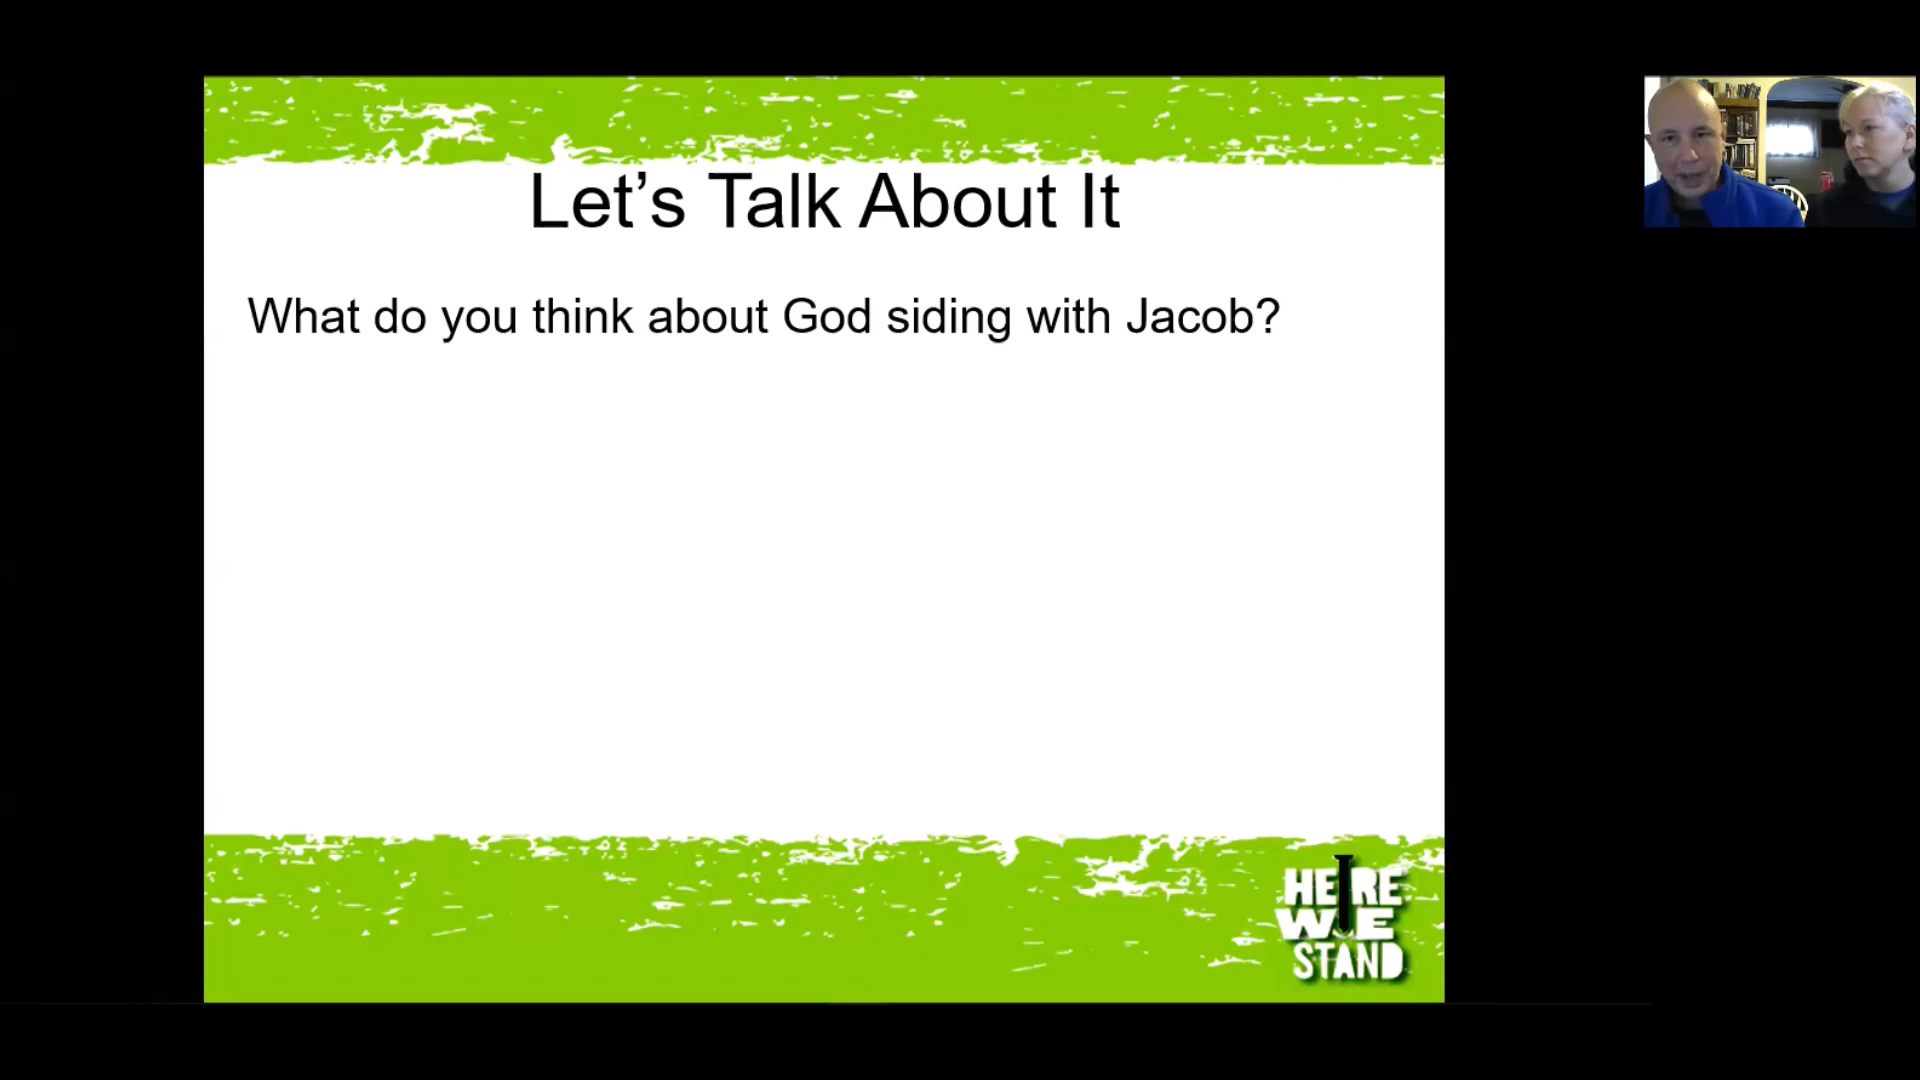 Let’s Talk About It
What do you think about God siding with Jacob?
HERE
WE
STAND